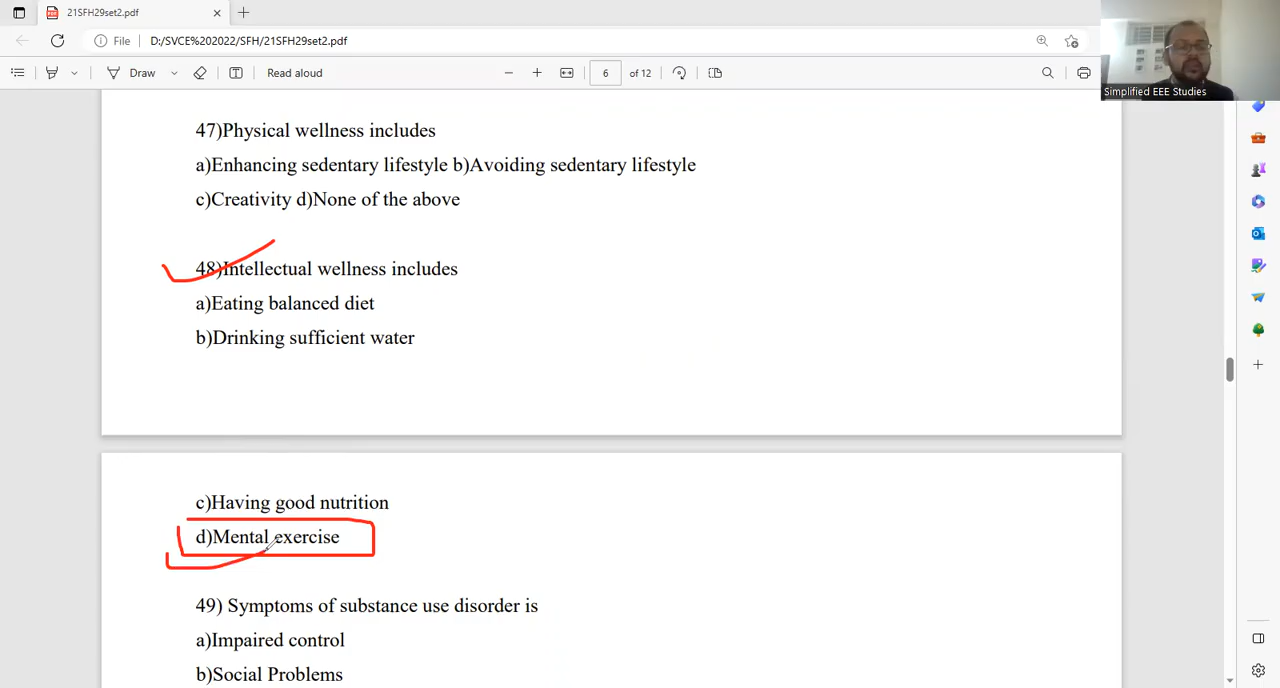 21SFH29set2.pdf
File D:/SVCE%202022/SFH/21SFH29set2.pdf
Draw Read aloud 6 of 12
Simplified EEE Studies
47)Physical wellness includes
a)Enhancing sedentary lifestyle b)Avoiding sedentary lifestyle
c)Creativity d)None of the above
48)Intellectual wellness includes
a)Eating balanced diet
b)Drinking sufficient water
c)Having good nutrition
d)Mental exercise
49) Symptoms of substance use disorder is
a)Impaired control
b)Social Problems